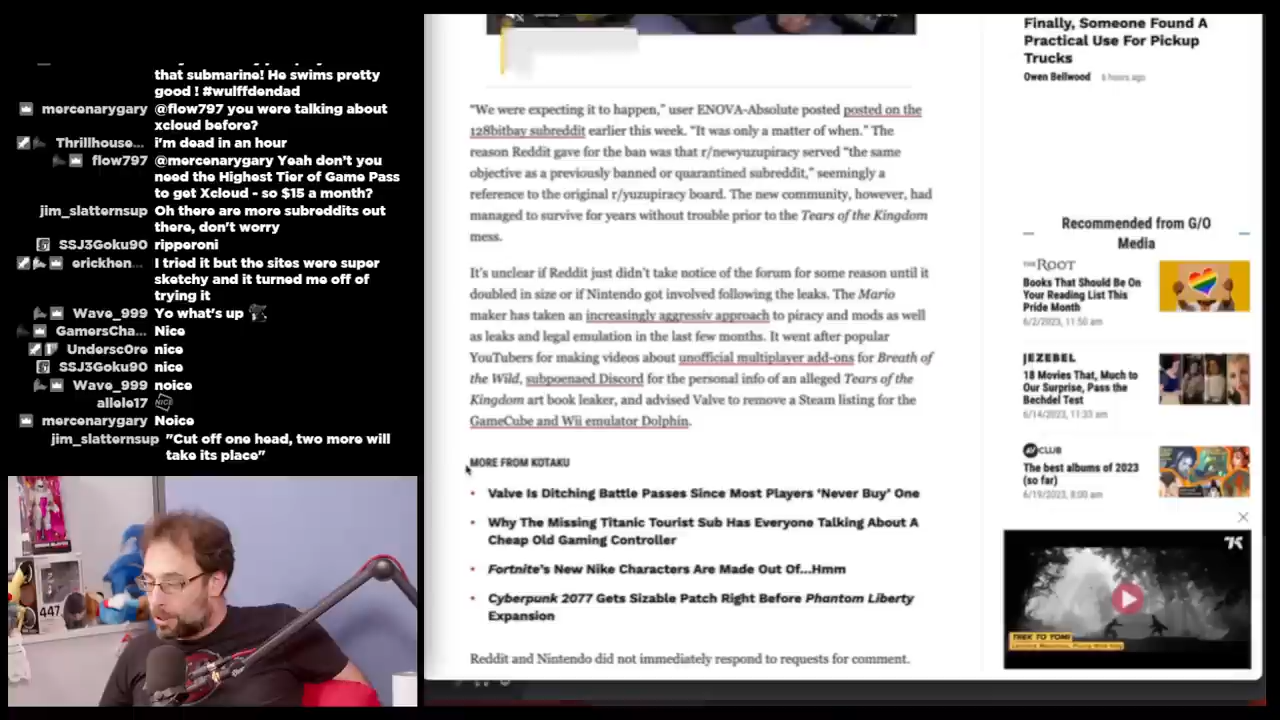 that submarine! He swims pretty
good ! #wulffdendad
mercenarygary @flow797 you were talking about
xcloud before?
Thrillhouse... i'm dead in an hour
flow797 @mercenarygary Yeah don't you
need the Highest Tier of Game Pass
to get Xcloud - so $15 a month?
jim_slatternsup Oh there are more subreddits out
there, don't worry
SSJ3Goku90 ripperoni
erickhen... I tried it but the sites were super
sketchy and it turned me off of
trying it
Wave_999 Yo what's up
GamersCha... Nice
Undersc0re nice
SSJ3Goku90 nice
Wave_999 noice
allele17 NICE
mercenarygary Noice
jim_slatternsup "Cut off one head, two more will
take its place"
447
"We were expecting it to happen," user ENOVA-Absolute posted posted on the
128bitbay subreddit earlier this week. "It was only a matter of when." The
reason Reddit gave for the ban was that r/newyuzupiracy served "the same
objective as a previously banned or quarantined subreddit," seemingly a
reference to the original r/yuzupiracy board. The new community, however, had
managed to survive for years without trouble prior to the Tears of the Kingdom
mess.
It's unclear if Reddit just didn't take notice of the forum for some reason until it
doubled in size or if Nintendo got involved following the leaks. The Mario
maker has taken an increasingly aggressiv approach to piracy and mods as well
as leaks and legal emulation in the last few months. It went after popular
YouTubers for making videos about unofficial multiplayer add-ons for Breath of
the Wild, subpoenaed Discord for the personal info of an alleged Tears of the
Kingdom art book leaker, and advised Valve to remove a Steam listing for the
GameCube and Wii emulator Dolphin.
MORE FROM KOTAKU
• Valve Is Ditching Battle Passes Since Most Players 'Never Buy' One
• Why The Missing Titanic Tourist Sub Has Everyone Talking About A
Cheap Old Gaming Controller
• Fortnite's New Nike Characters Are Made Out Of...Hmm
• Cyberpunk 2077 Gets Sizable Patch Right Before Phantom Liberty
Expansion
Reddit and Nintendo did not immediately respond to requests for comment.
Finally, Someone Found A
Practical Use For Pickup
Trucks
Owen Bellwood 6 hours ago
Recommended from G/O
Media
THE ROOT
Books That Should Be On
Your Reading List This
Pride Month
6/2/2023, 11:50 am
JEZEBEL
18 Movies That, Much to
Our Surprise, Pass the
Bechdel Test
6/14/2023, 11:33 am
AV CLUB
The best albums of 2023
(so far)
6/19/2023, 8:00 am
TREK TO YOMI